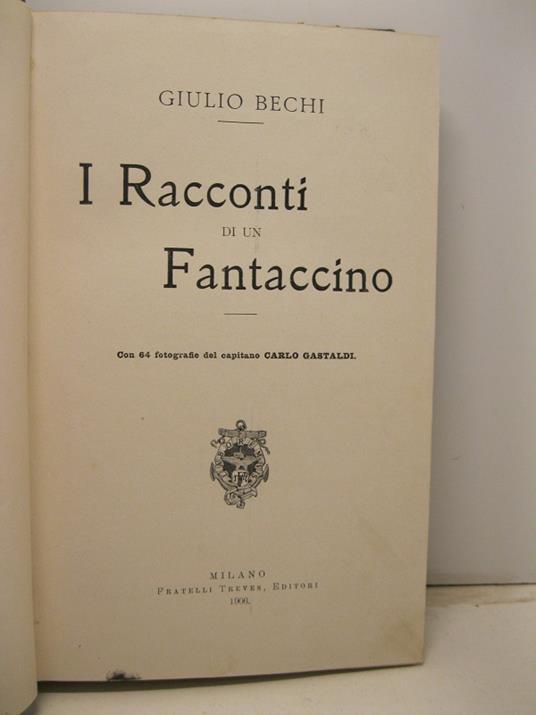 GIULIO BECHI
I Racconti
DI UN
Fantaccino
Con 64 fotografie del capitano CARLO GASTALDI.
MILANO
FRATELLI TREVES, EDITORI
1906.